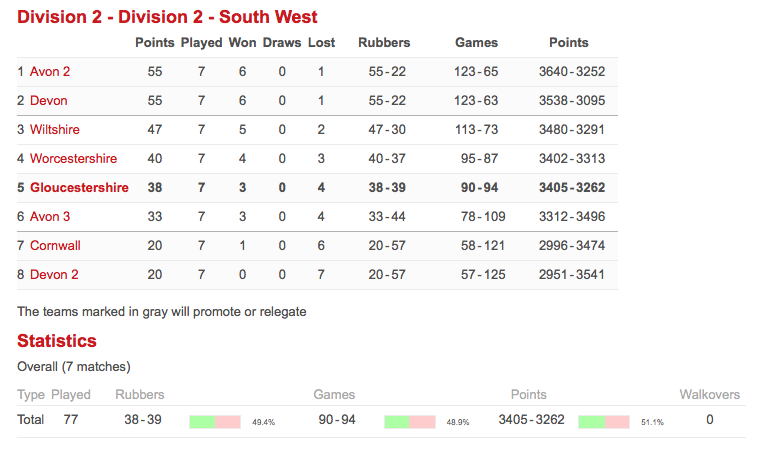 Division 2 - Division 2 - South West
Points Played Won Draws Lost Rubbers Games Points
1 Avon 2 55 7 6 0 1 55-22 123-65 3640-3252
2 Devon 55 7 6 0 1 55-22 123-63 3538-3095
3 Wiltshire 47 7 5 0 2 47-30 113-73 3480-3291
4 Worcestershire 40 7 4 0 3 40-37 95-87 3402-3313
5 Gloucestershire 38 7 3 0 4 38-39 90-94 3405-3262
6 Avon 3 33 7 3 0 4 33-44 78-109 3312-3496
7 Cornwall 20 7 1 0 6 20-57 58-121 2996-3474
8 Devon 2 20 7 0 0 7 20-57 57-125 2951-3541
The teams marked in gray will promote or relegate
Statistics
Overall (7 matches)
Type Played Rubbers Games Points Walkovers
Total 77 38-39 49.4% 90-94 48.9% 3405-3262 51.1% 0